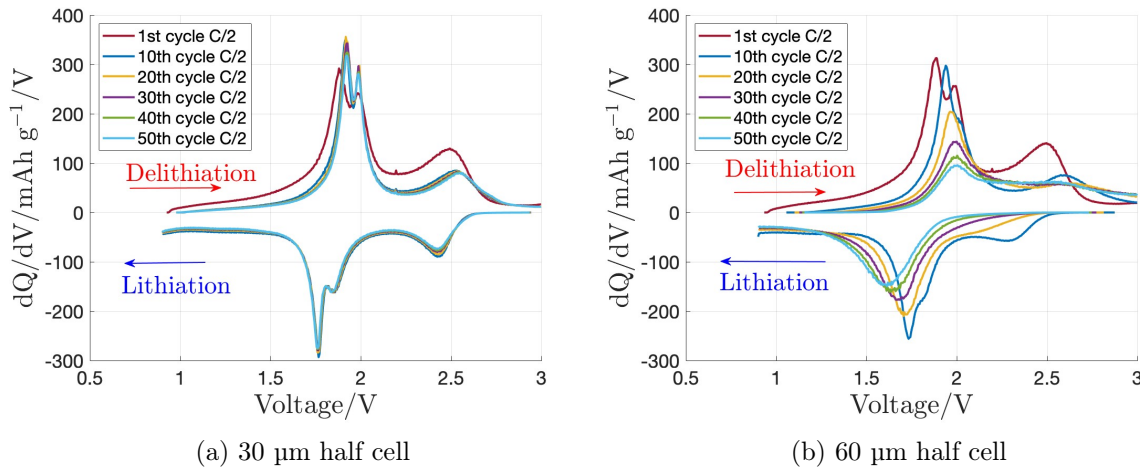 400
300
200
100
0
-100
-200
-300
0.5 1 1.5 2 2.5 3
dQ/dV/mAh g⁻¹/V
Voltage/V
1st cycle C/2
10th cycle C/2
20th cycle C/2
30th cycle C/2
40th cycle C/2
50th cycle C/2
Delithiation
Lithiation
(a) 30 µm half cell
400
300
200
100
0
-100
-200
-300
0.5 1 1.5 2 2.5 3
dQ/dV/mAh g⁻¹/V
Voltage/V
1st cycle C/2
10th cycle C/2
20th cycle C/2
30th cycle C/2
40th cycle C/2
50th cycle C/2
Delithiation
Lithiation
(b) 60 µm half cell